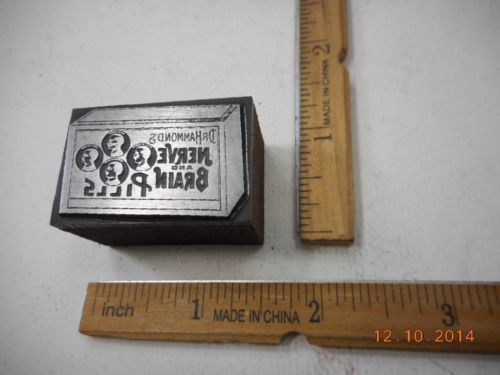 DR HAMMOND'S
NERVE
AND
BRAIN PILLS
1
2
MADE IN CHINA
inch
1
MADE IN CHINA
2
3
12.10.2014